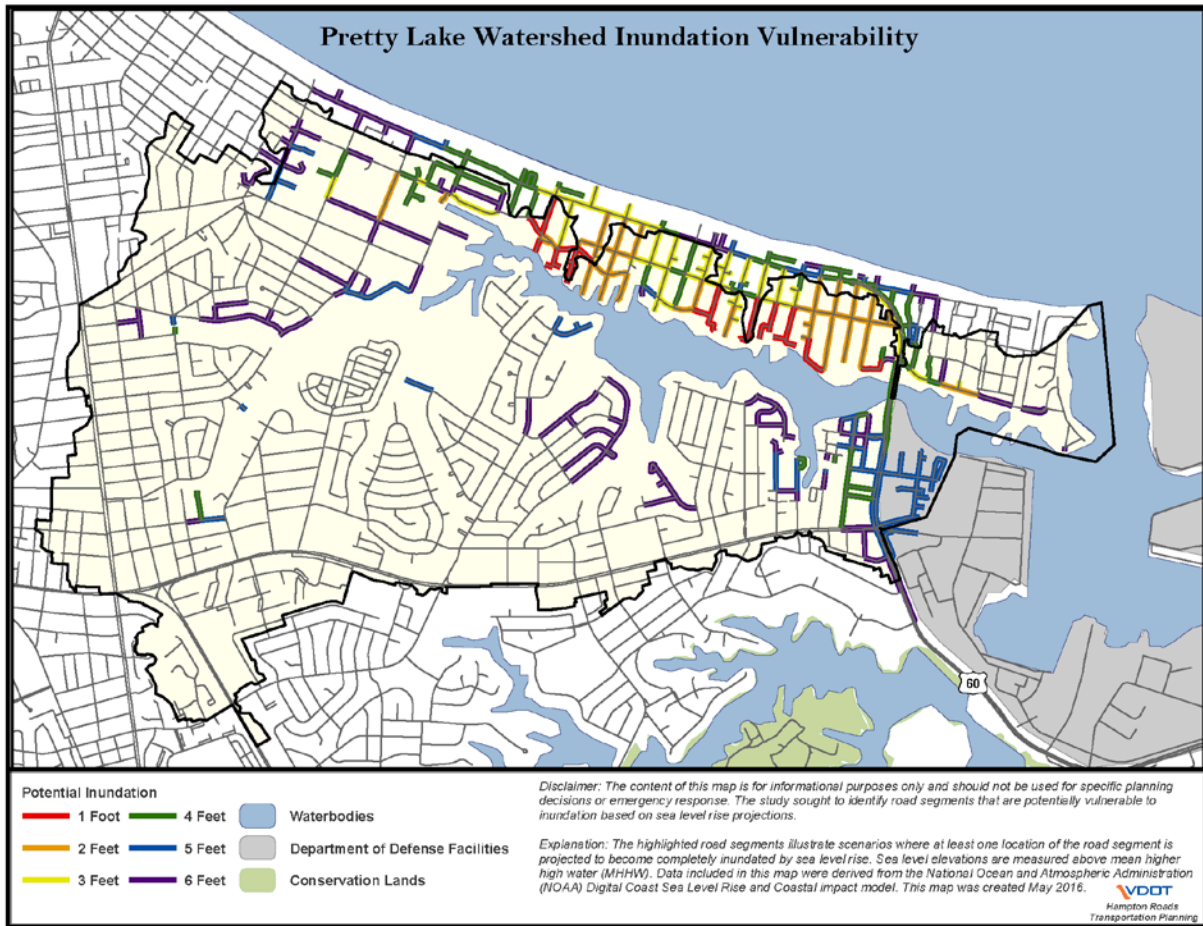 Pretty Lake Watershed Inundation Vulnerability
60
Potential Inundation
1 Foot
4 Feet
Waterbodies
2 Feet
5 Feet
Department of Defense Facilities
3 Feet
6 Feet
Conservation Lands
Disclaimer: The content of this map is for informational purposes only and should not be used for specific planning
decisions or emergency response. The study sought to identify road segments that are potentially vulnerable to
inundation based on sea level rise projections.
Explanation: The highlighted road segments illustrate scenarios where at least one location of the road segment is
projected to become completely inundated by sea level rise. Sea level elevations are measured above mean higher
high water (MHHW). Data included in this map were derived from the National Ocean and Atmospheric Administration
(NOAA) Digital Coast Sea Level Rise and Coastal impact model. This map was created May 2016.
VDOT
Hampton Roads
Transportation Planning